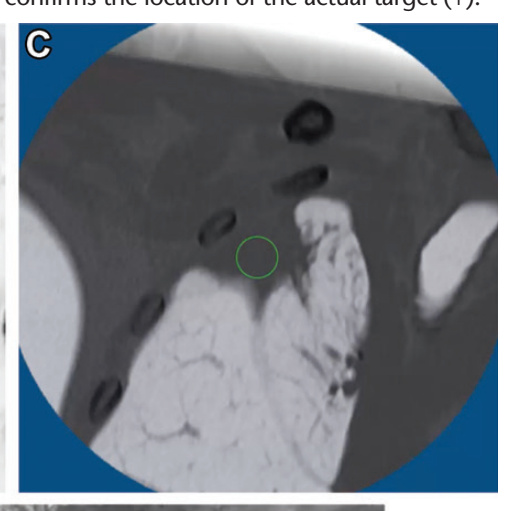 confirms the location of the actual target (↑).
C